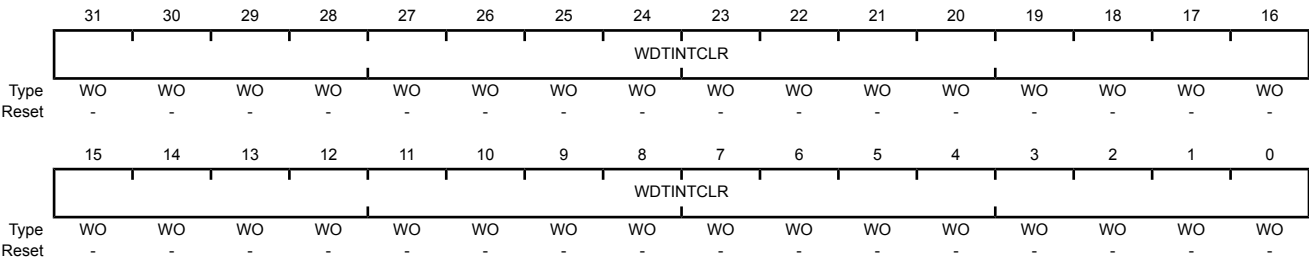 31 30 29 28 27 26 25 24 23 22 21 20 19 18 17 16
WDTINTCLR
Type WO WO WO WO WO WO WO WO WO WO WO WO WO WO WO WO
Reset - - - - - - - - - - - - - - - -
15 14 13 12 11 10 9 8 7 6 5 4 3 2 1 0
WDTINTCLR
Type WO WO WO WO WO WO WO WO WO WO WO WO WO WO WO WO
Reset - - - - - - - - - - - - - - - -